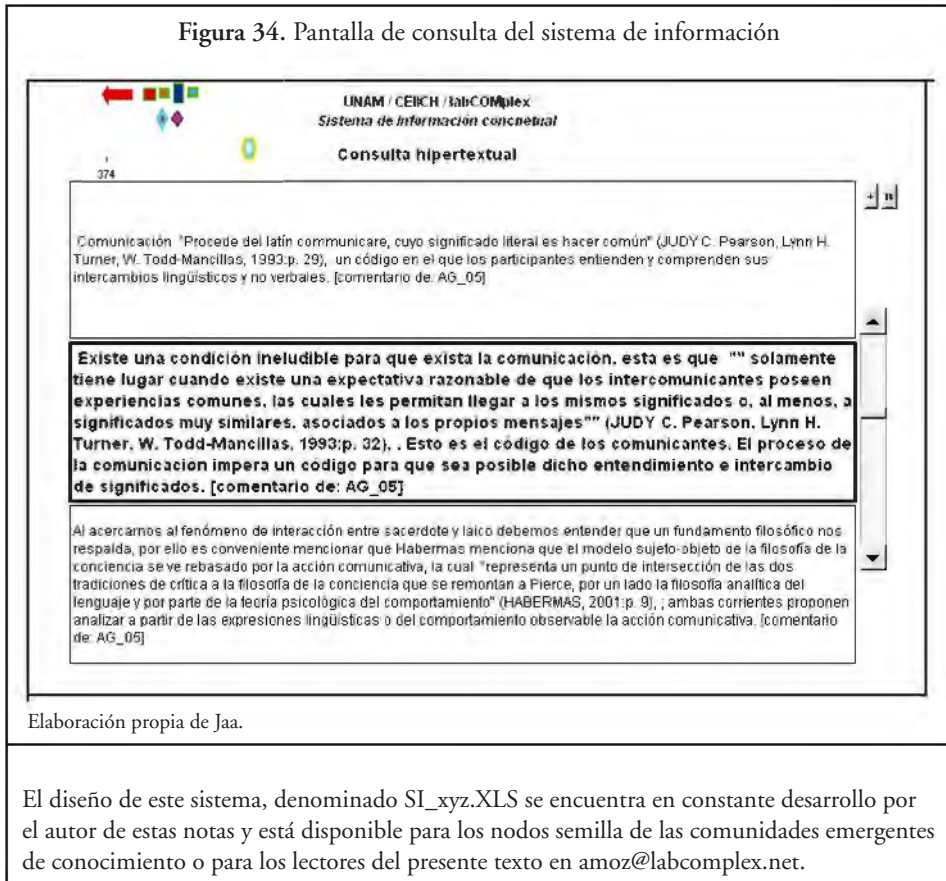 Figura 34. Pantalla de consulta del sistema de información
UNAM / CEIICH / labCOMplex
Sistema de información concnetual
Consulta hipertextual
374
Comunicación "Procede del latín communicare, cuyo significado literal es hacer común" (JUDY C. Pearson, Lynn H.
Turner, W. Todd-Mancillas, 1993:p. 29), un código en el que los participantes entienden y comprenden sus
intercambios lingüísticos y no verbales. [comentario de: AG_05]
Existe una condición ineludible para que exista la comunicación, esta es que "" solamente
tiene lugar cuando existe una expectativa razonable de que los intercomunicantes poseen
experiencias comunes, las cuales les permitan llegar a los mismos significados o, al menos, a
significados muy similares, asociados a los propios mensajes"" (JUDY C. Pearson, Lynn H.
Turner, W. Todd-Mancillas, 1993;p. 32), . Esto es el código de los comunicantes. El proceso de
la comunicación impera un código para que sea posible dicho entendimiento e intercambio
de significados. [comentario de: AG_05]
Al acercarnos al fenómeno de interacción entre sacerdote y laico debemos entender que un fundamento filosófico nos
respalda, por ello es conveniente mencionar que Habermas menciona que el modelo sujeto-objeto de la filosofía de la
conciencia se ve rebasado por la acción comunicativa, la cual "representa un punto de intersección de las dos
tradiciones de crítica a la filosofía de la conciencia que se remontan a Pierce, por un lado la filosofía analítica del
lenguaje y por parte de la teoría psicológica del comportamiento" (HABERMAS, 2001:p. 9), ; ambas corrientes proponen
analizar a partir de las expresiones lingüísticas o del comportamiento observable la acción comunicativa. [comentario
de: AG_05]
Elaboración propia de Jaa.
El diseño de este sistema, denominado SI_xyz.XLS se encuentra en constante desarrollo por
el autor de estas notas y está disponible para los nodos semilla de las comunidades emergentes
de conocimiento o para los lectores del presente texto en amoz@labcomplex.net.